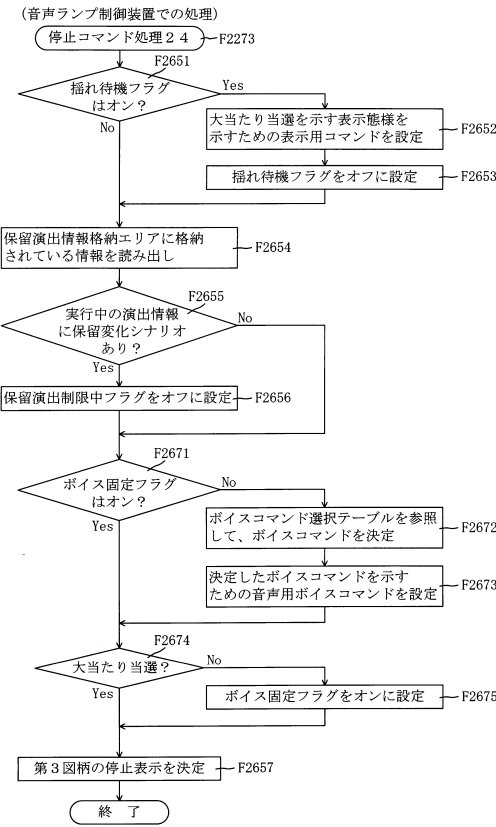 (音声ランプ制御装置での処理)
停止コマンド処理24
F2273
F2651
揺れ待機フラグ
はオン?
Yes
No
大当たり当選を示す表示態様を
示すための表示用コマンドを設定
F2652
揺れ待機フラグをオフに設定
F2653
保留演出情報格納エリアに格納
されている情報を読み出し
F2654
F2655
実行中の演出情報
に保留変化シナリオ
あり?
No
Yes
保留演出制限中フラグをオフに設定
F2656
F2671
ボイス固定フラグ
はオン?
No
Yes
ボイスコマンド選択テーブルを参照
して、ボイスコマンドを決定
F2672
決定したボイスコマンドを示す
ための音声用ボイスコマンドを設定
F2673
F2674
大当たり当選?
No
Yes
ボイス固定フラグをオンに設定
F2675
第3図柄の停止表示を決定
F2657
終 了